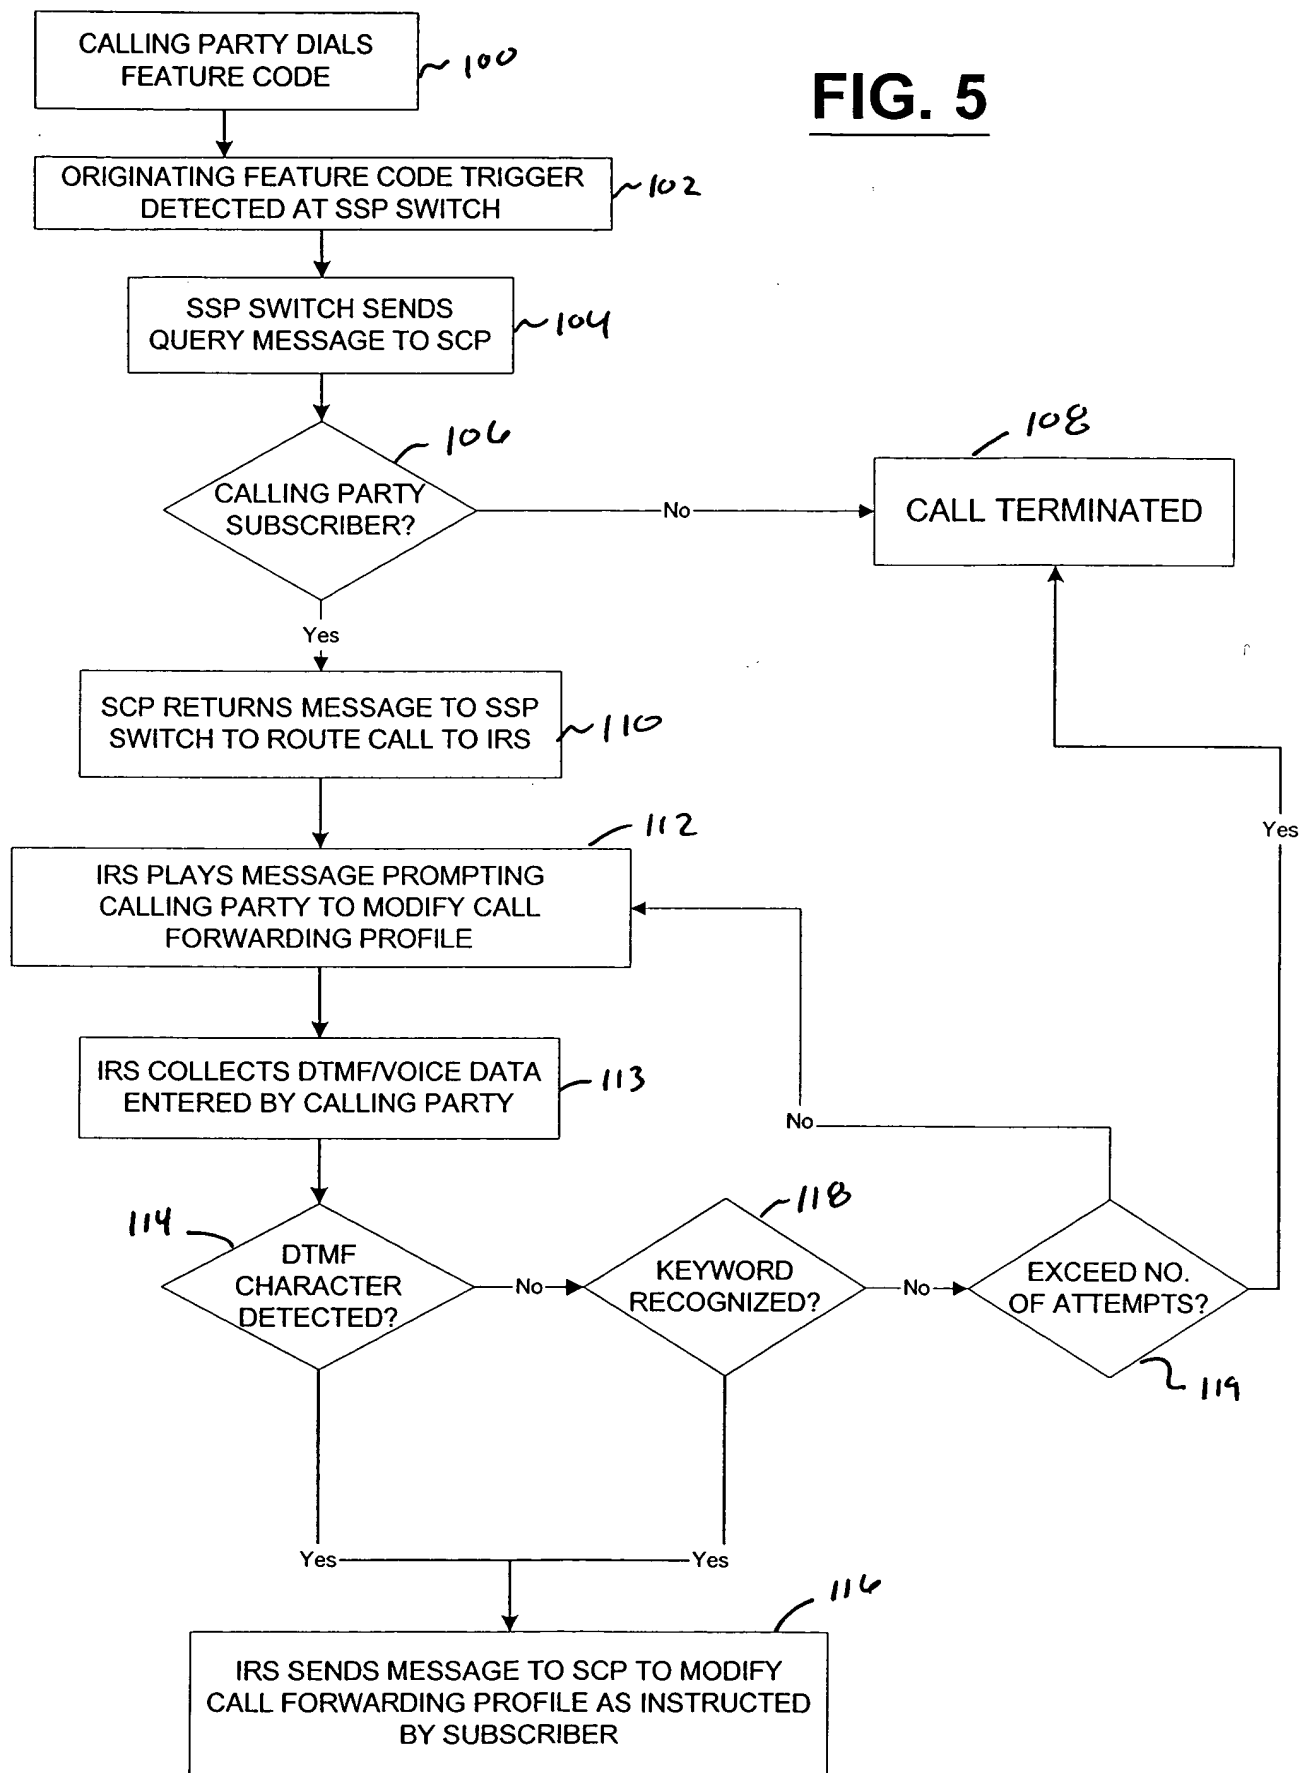 CALLING PARTY DIALS
FEATURE CODE
100
FIG. 5
ORIGINATING FEATURE CODE TRIGGER
DETECTED AT SSP SWITCH
102
SSP SWITCH SENDS
QUERY MESSAGE TO SCP
104
106
CALLING PARTY
SUBSCRIBER?
No
108
CALL TERMINATED
Yes
SCP RETURNS MESSAGE TO SSP
SWITCH TO ROUTE CALL TO IRS
110
112
IRS PLAYS MESSAGE PROMPTING
CALLING PARTY TO MODIFY CALL
FORWARDING PROFILE
Yes
IRS COLLECTS DTMF/VOICE DATA
ENTERED BY CALLING PARTY
113
No
114
DTMF
CHARACTER
DETECTED?
No
118
KEYWORD
RECOGNIZED?
No
EXCEED NO.
OF ATTEMPTS?
119
Yes
Yes
116
IRS SENDS MESSAGE TO SCP TO MODIFY
CALL FORWARDING PROFILE AS INSTRUCTED
BY SUBSCRIBER